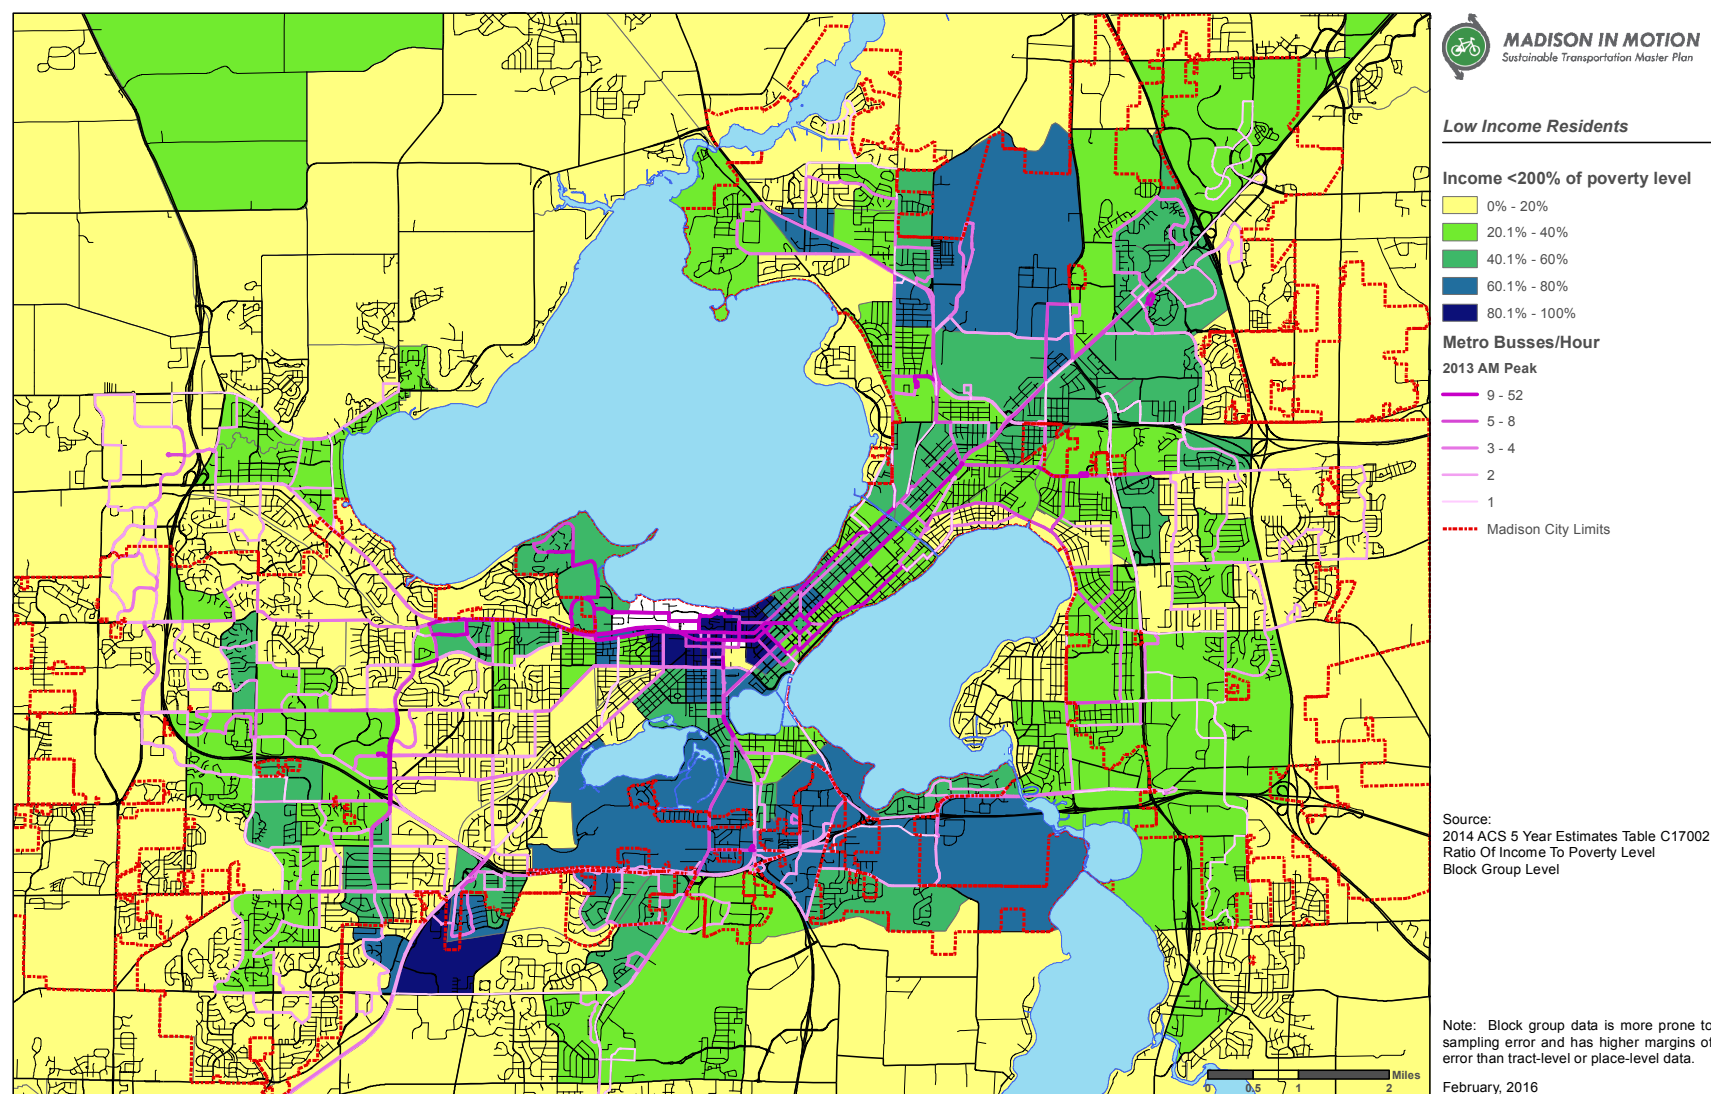 MADISON IN MOTION
Sustainable Transportation Master Plan
Low Income Residents
Income <200% of poverty level
0% - 20%
20.1% - 40%
40.1% - 60%
60.1% - 80%
80.1% - 100%
Metro Busses/Hour
2013 AM Peak
9 - 52
5 - 8
3 - 4
2
1
Madison City Limits
Source:
2014 ACS 5 Year Estimates Table C17002
Ratio Of Income To Poverty Level
Block Group Level
Note: Block group data is more prone to
sampling error and has higher margins of
error than tract-level or place-level data.
Miles
0 0.5 1 2
February, 2016